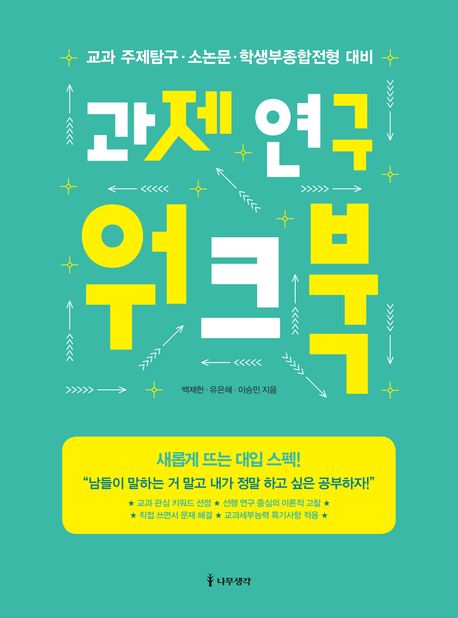 교과 주제탐구·소논문·학생부종합전형 대비
과제 연구
워크북
백제헌·유은혜·이승민 지음
새롭게 뜨는 대입 스펙!
“남들이 말하는 거 말고 내가 정말 하고 싶은 공부하자!”
★ 교과 관심 키워드 선정 ★ 선행 연구 중심의 이론적 고찰 ★
★ 직접 쓰면서 문제 해결 ★ 교과세부능력 특기사항 적용 ★
나무생각